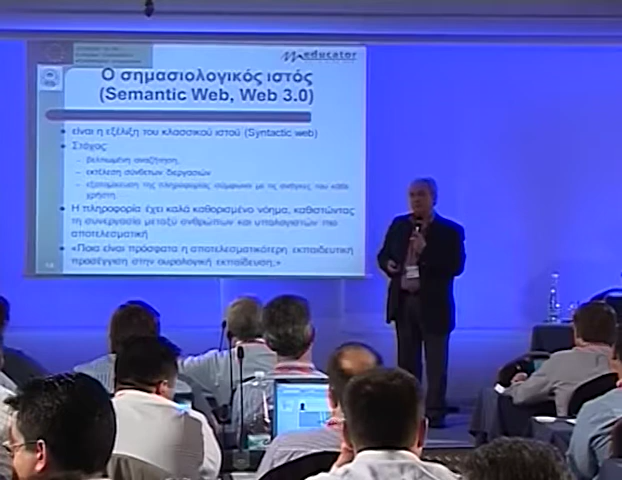 meducator
Ο σημασιολογικός ιστός
(Semantic Web, Web 3.0)
είναι η εξέλιξη του κλασσικού ιστού (Syntactic web)
Στόχος:
βελτιωμένη αναζήτηση,
εκτέλεση σύνθετων διεργασιών
εξατομίκευση της πληροφορίας σύμφωνα με τις ανάγκες του κάθε
χρήστη.
Η πληροφορία έχει καλά καθορισμένο νόημα, καθιστώντας
τη συνεργασία μεταξύ ανθρώπων και υπολογιστών πιο
αποτελεσματική
«Ποια είναι πρόσφατα η αποτελεσματικότερη εκπαιδευτική
προσέγγιση στην ουρολογική εκπαίδευση;»